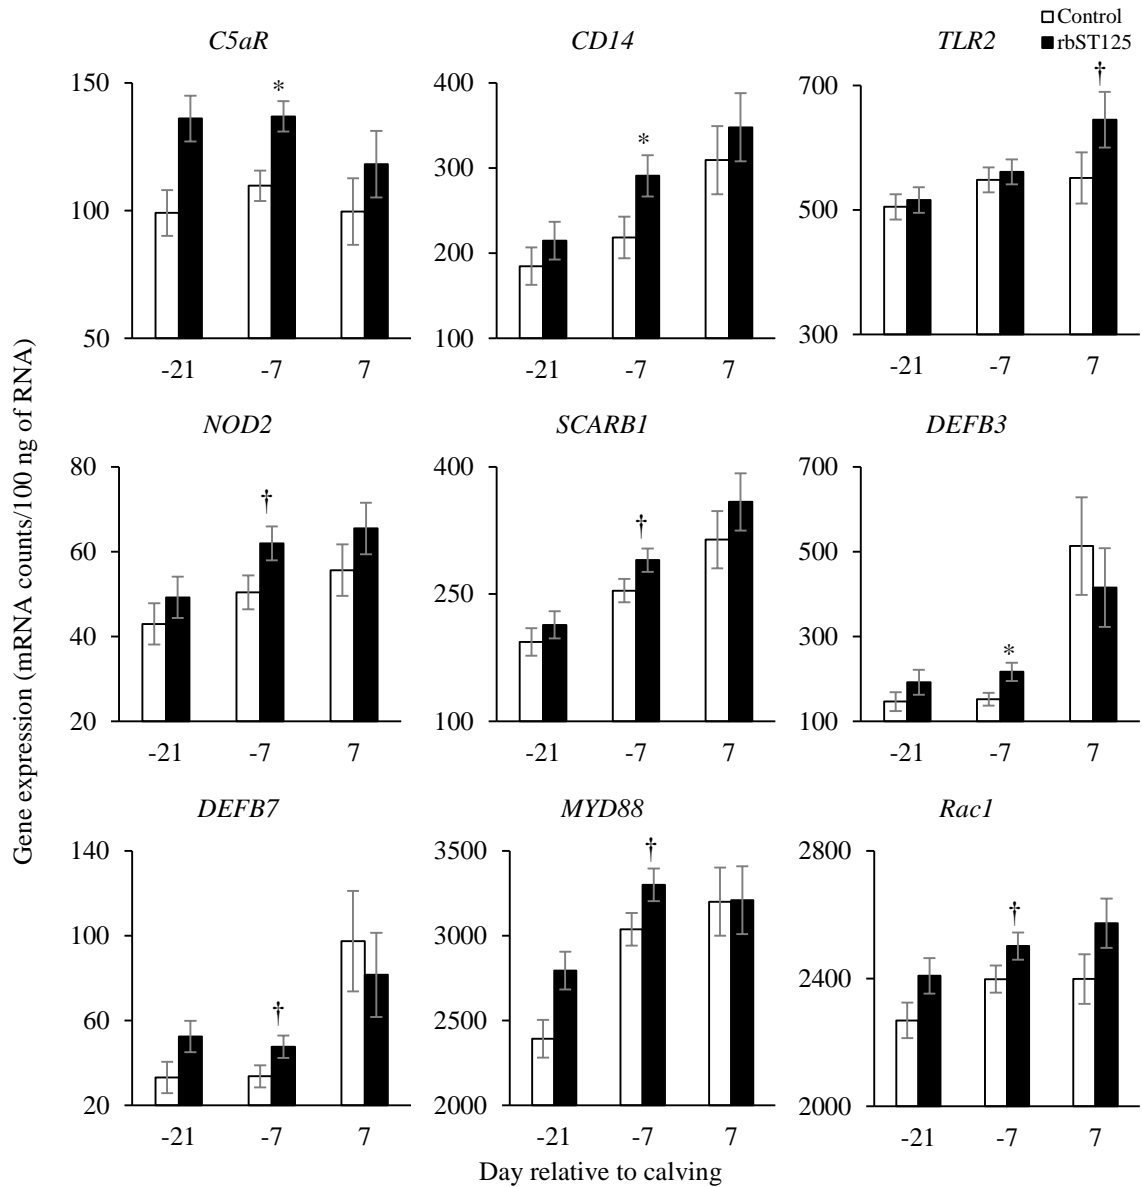 Control
rbST125
C5aR
CD14
TLR2
150
100
50
*
-21 -7 7
400
300
200
100
*
-21 -7 7
700
500
300
†
-21 -7 7
Gene expression (mRNA counts/100 ng of RNA)
NOD2
SCARB1
DEFB3
80
60
40
20
†
-21 -7 7
400
250
100
†
-21 -7 7
700
500
300
100
*
-21 -7 7
DEFB7
MYD88
Rac1
140
100
60
20
†
-21 -7 7
3500
3000
2500
2000
†
-21 -7 7
2800
2400
2000
†
-21 -7 7
Day relative to calving